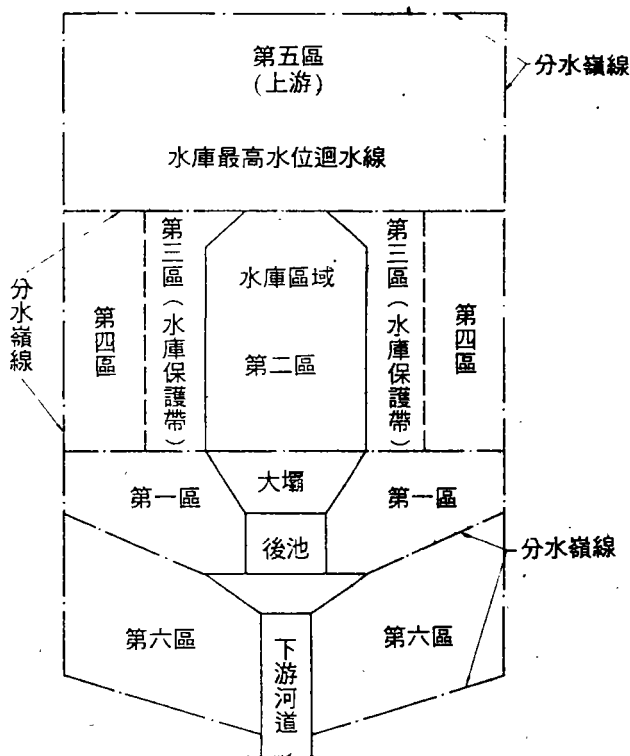 第五區
(上游)
分水嶺線
水庫最高水位迴水線
分水嶺線
第四區
第三區(水庫保護帶)
水庫區域
第二區
第三區(水庫保護帶)
第四區
第一區
大壩
第一區
後池
分水嶺線
第六區
下游河道
第六區